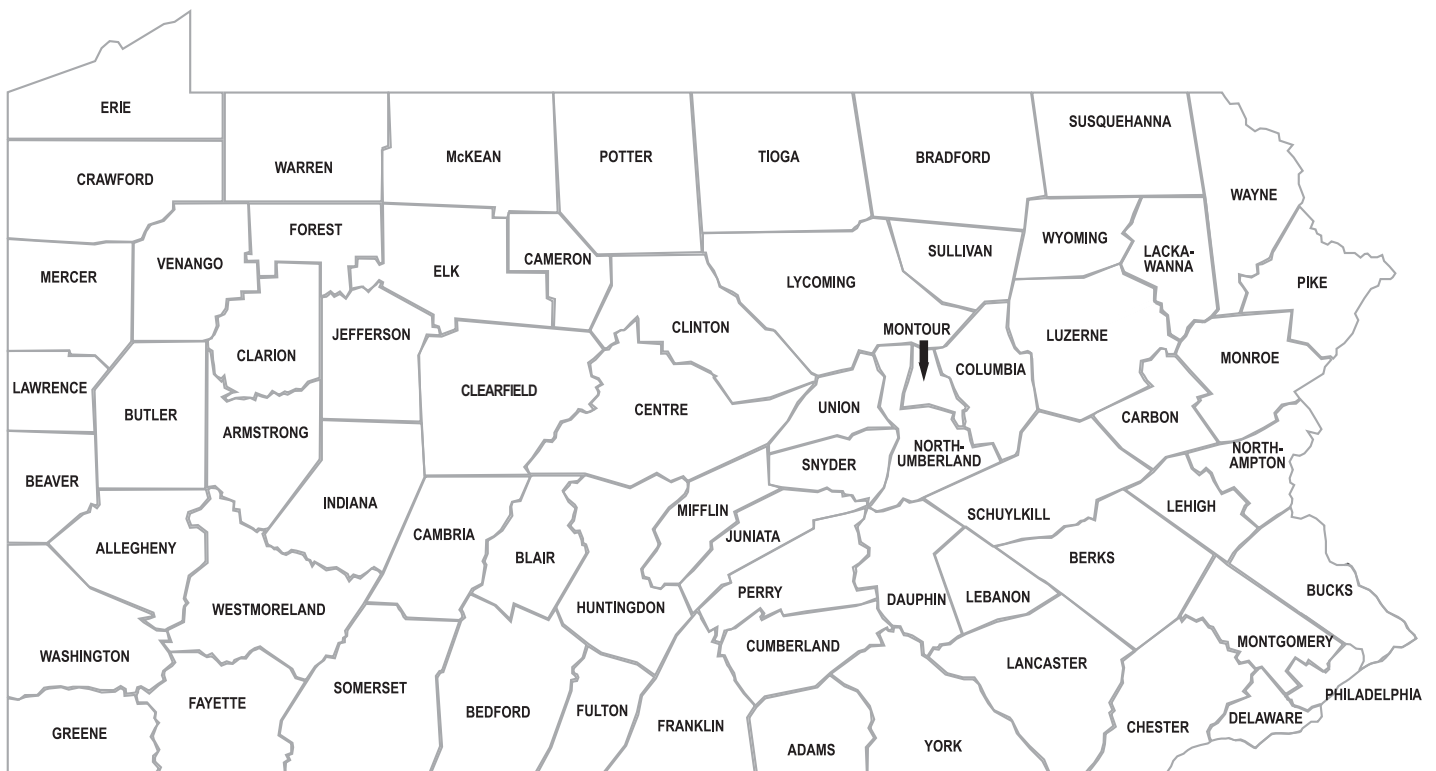 ERIE
CRAWFORD
WARREN
McKEAN
POTTER
TIOGA
BRADFORD
SUSQUEHANNA
WAYNE
MERCER
VENANGO
FOREST
ELK
CAMERON
LYCOMING
SULLIVAN
WYOMING
LACKA-
WANNA
PIKE
LAWRENCE
BUTLER
CLARION
JEFFERSON
CLEARFIELD
CLINTON
CENTRE
MONTOUR
COLUMBIA
LUZERNE
MONROE
UNION
CARBON
BEAVER
ARMSTRONG
INDIANA
SNYDER
NORTH-
UMBERLAND
NORTH-
AMPTON
ALLEGHENY
CAMBRIA
BLAIR
MIFFLIN
JUNIATA
SCHUYLKILL
LEHIGH
WESTMORELAND
HUNTINGDON
PERRY
DAUPHIN
LEBANON
BERKS
BUCKS
WASHINGTON
CUMBERLAND
MONTGOMERY
LANCASTER
GREENE
FAYETTE
SOMERSET
BEDFORD
FULTON
FRANKLIN
ADAMS
YORK
CHESTER
DELAWARE
PHILADELPHIA